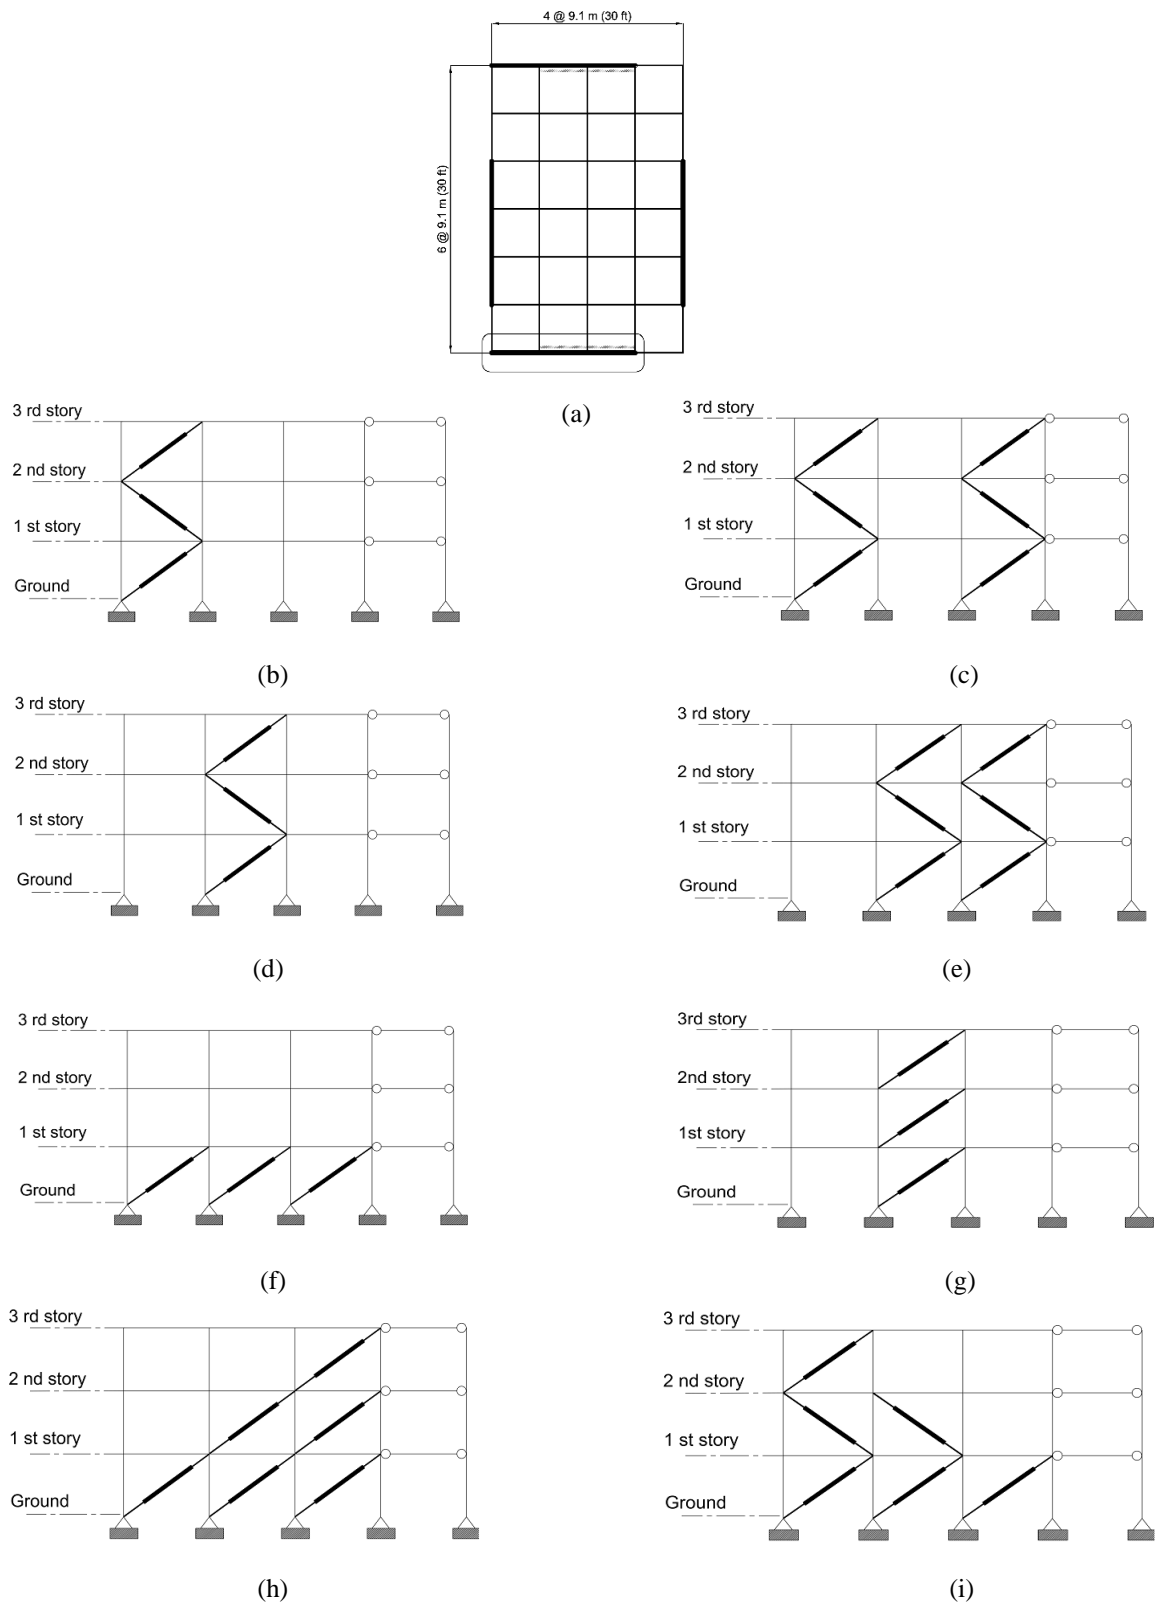 4 @ 9.1 m (30 ft)
6 @ 9.1 m (30 ft)
(a)
3 rd story
2 nd story
1 st story
Ground
(b)
3 rd story
2 nd story
1 st story
Ground
(c)
3 rd story
2 nd story
1 st story
Ground
(d)
3 rd story
2 nd story
1 st story
Ground
(e)
3 rd story
2 nd story
1 st story
Ground
(f)
3rd story
2nd story
1st story
Ground
(g)
3 rd story
2 nd story
1 st story
Ground
(h)
3 rd story
2 nd story
1 st story
Ground
(i)